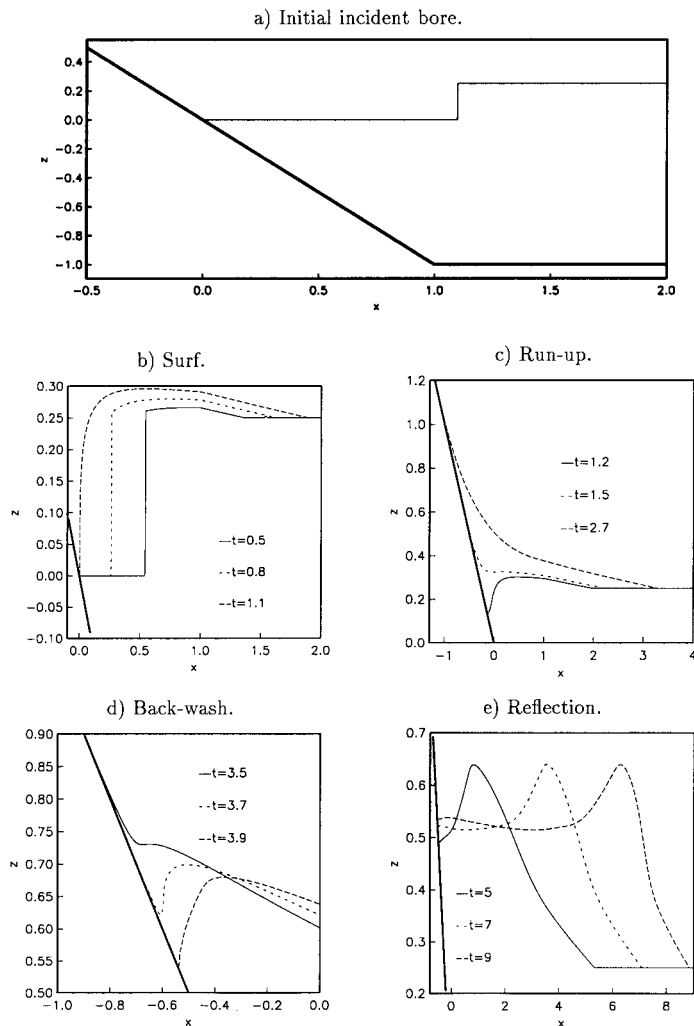 a) Initial incident bore.
0.4
0.2
0.0
−0.2
−0.4
−0.6
−0.8
−1.0
z
−0.5
0.0
0.5
1.0
1.5
2.0
x
b) Surf.
0.30
0.25
0.20
0.15
0.10
0.05
0.00
−0.05
−0.10
z
t=0.5
t=0.8
t=1.1
0.0
0.5
1.0
1.5
2.0
x
c) Run-up.
1.2
1.0
0.8
0.6
0.4
0.2
0.0
z
t=1.2
t=1.5
t=2.7
−1
0
1
2
3
4
x
d) Back-wash.
0.90
0.85
0.80
0.75
0.70
0.65
0.60
0.55
0.50
z
t=3.5
t=3.7
t=3.9
−1.0
−0.8
−0.6
−0.4
−0.2
0.0
x
e) Reflection.
0.7
0.6
0.5
0.4
0.3
0.2
z
t=5
t=7
t=9
0
2
4
6
8
x